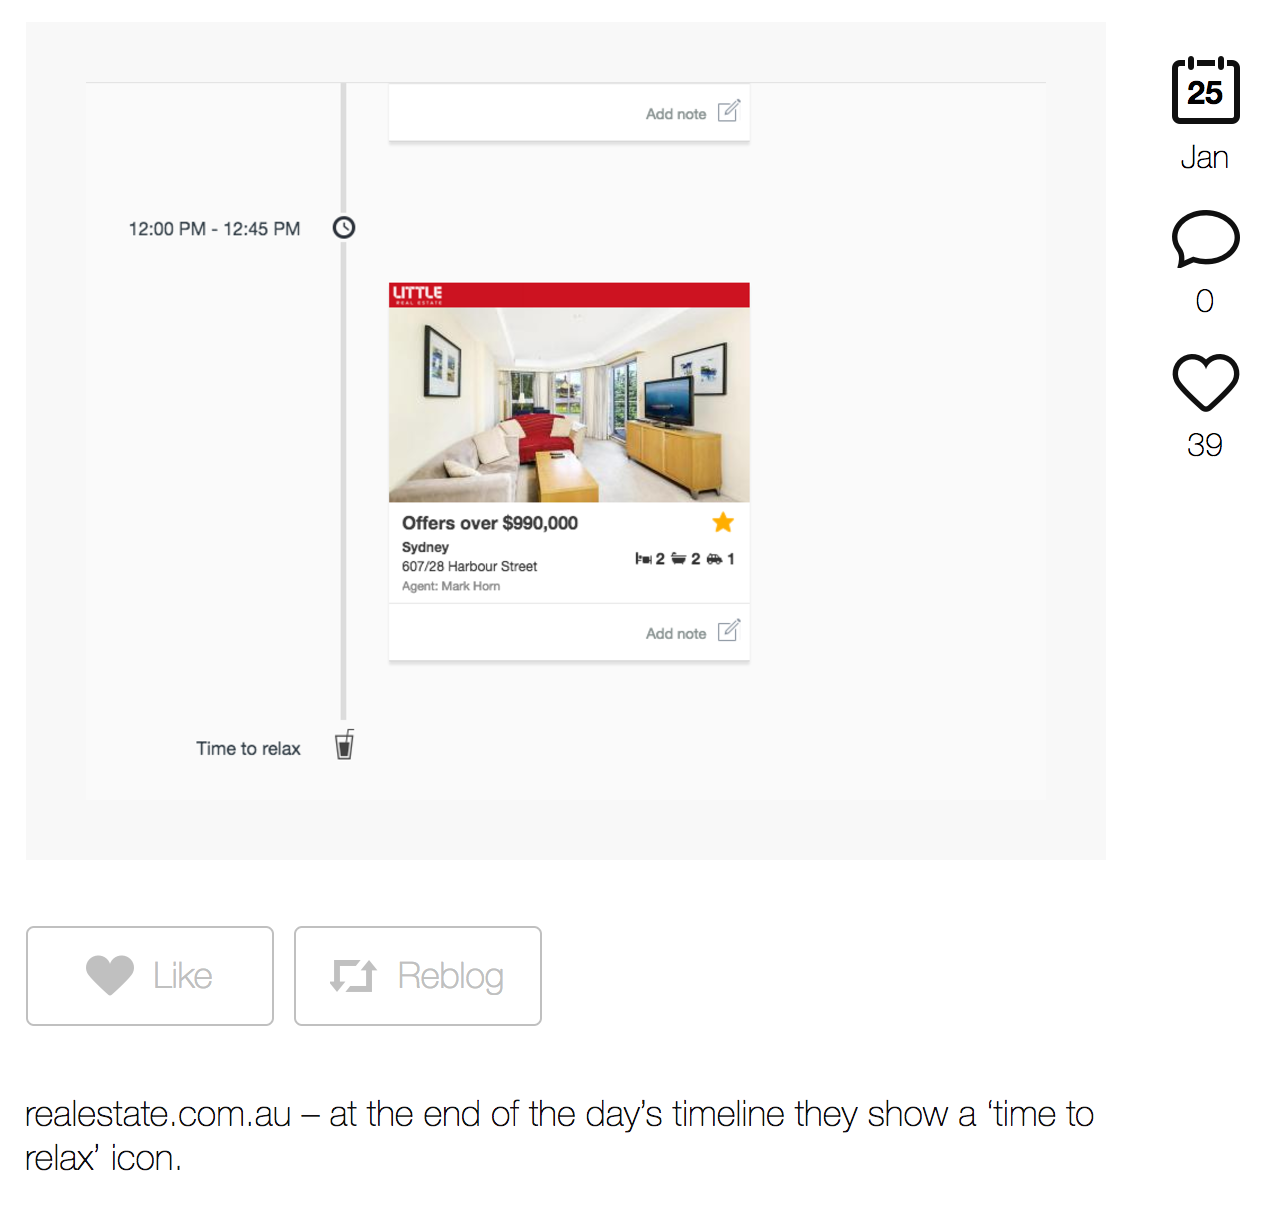 Add note
25
Jan
12:00 PM - 12:45 PM
0
LITTLE
REAL ESTATE
39
Offers over $990,000
Sydney
607/28 Harbour Street
2 2 1
Agent: Mark Horn
Add note
Time to relax
Like
Reblog
realestate.com.au – at the end of the day’s timeline they show a ‘time to
relax’ icon.